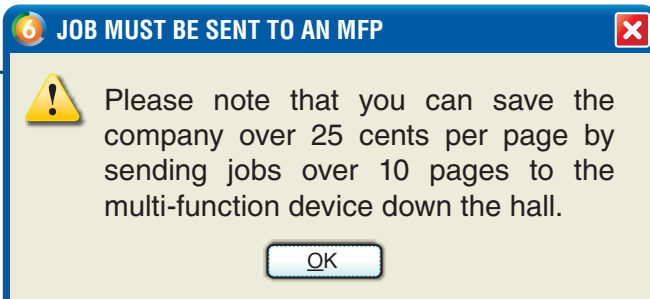 6 JOB MUST BE SENT TO AN MFP
Please note that you can save the
company over 25 cents per page by
sending jobs over 10 pages to the
multi-function device down the hall.
OK